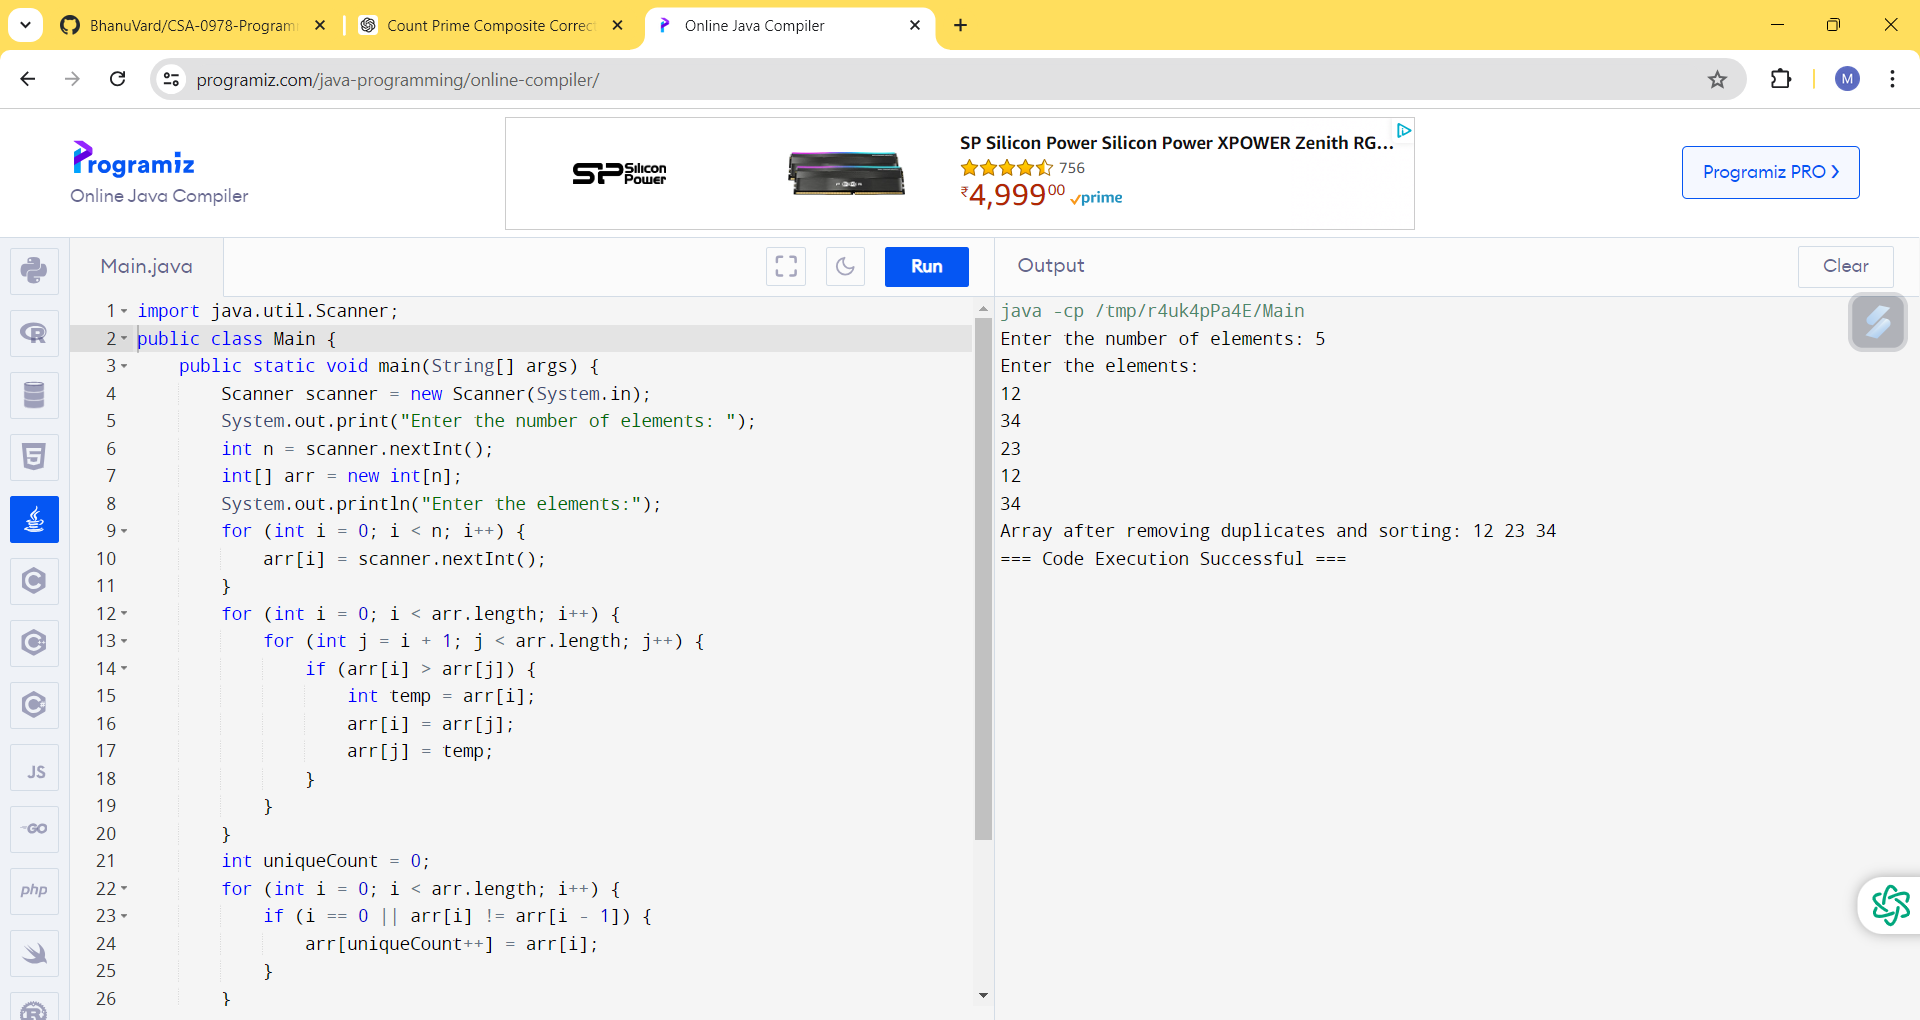 BhanuVard/CSA-0978-Programm
Count Prime Composite Correct
Online Java Compiler
programiz.com/java-programming/online-compiler/
M
Programiz
Online Java Compiler
SP Silicon Power
SP Silicon Power Silicon Power XPOWER Zenith RG...
756
₹4,99900 prime
Programiz PRO
Main.java
Run
Output
Clear
1 import java.util.Scanner;
2 public class Main {
3 public static void main(String[] args) {
4 Scanner scanner = new Scanner(System.in);
5 System.out.print("Enter the number of elements: ");
6 int n = scanner.nextInt();
7 int[] arr = new int[n];
8 System.out.println("Enter the elements:");
9 for (int i = 0; i < n; i++) {
10 arr[i] = scanner.nextInt();
11 }
12 for (int i = 0; i < arr.length; i++) {
13 for (int j = i + 1; j < arr.length; j++) {
14 if (arr[i] > arr[j]) {
15 int temp = arr[i];
16 arr[i] = arr[j];
17 arr[j] = temp;
18 }
19 }
20 }
21 int uniqueCount = 0;
22 for (int i = 0; i < arr.length; i++) {
23 if (i == 0 || arr[i] != arr[i - 1]) {
24 arr[uniqueCount++] = arr[i];
25 }
26 }
java -cp /tmp/r4uk4pPa4E/Main
Enter the number of elements: 5
Enter the elements:
12
34
23
12
34
Array after removing duplicates and sorting: 12 23 34
=== Code Execution Successful ===
JS
GO
php